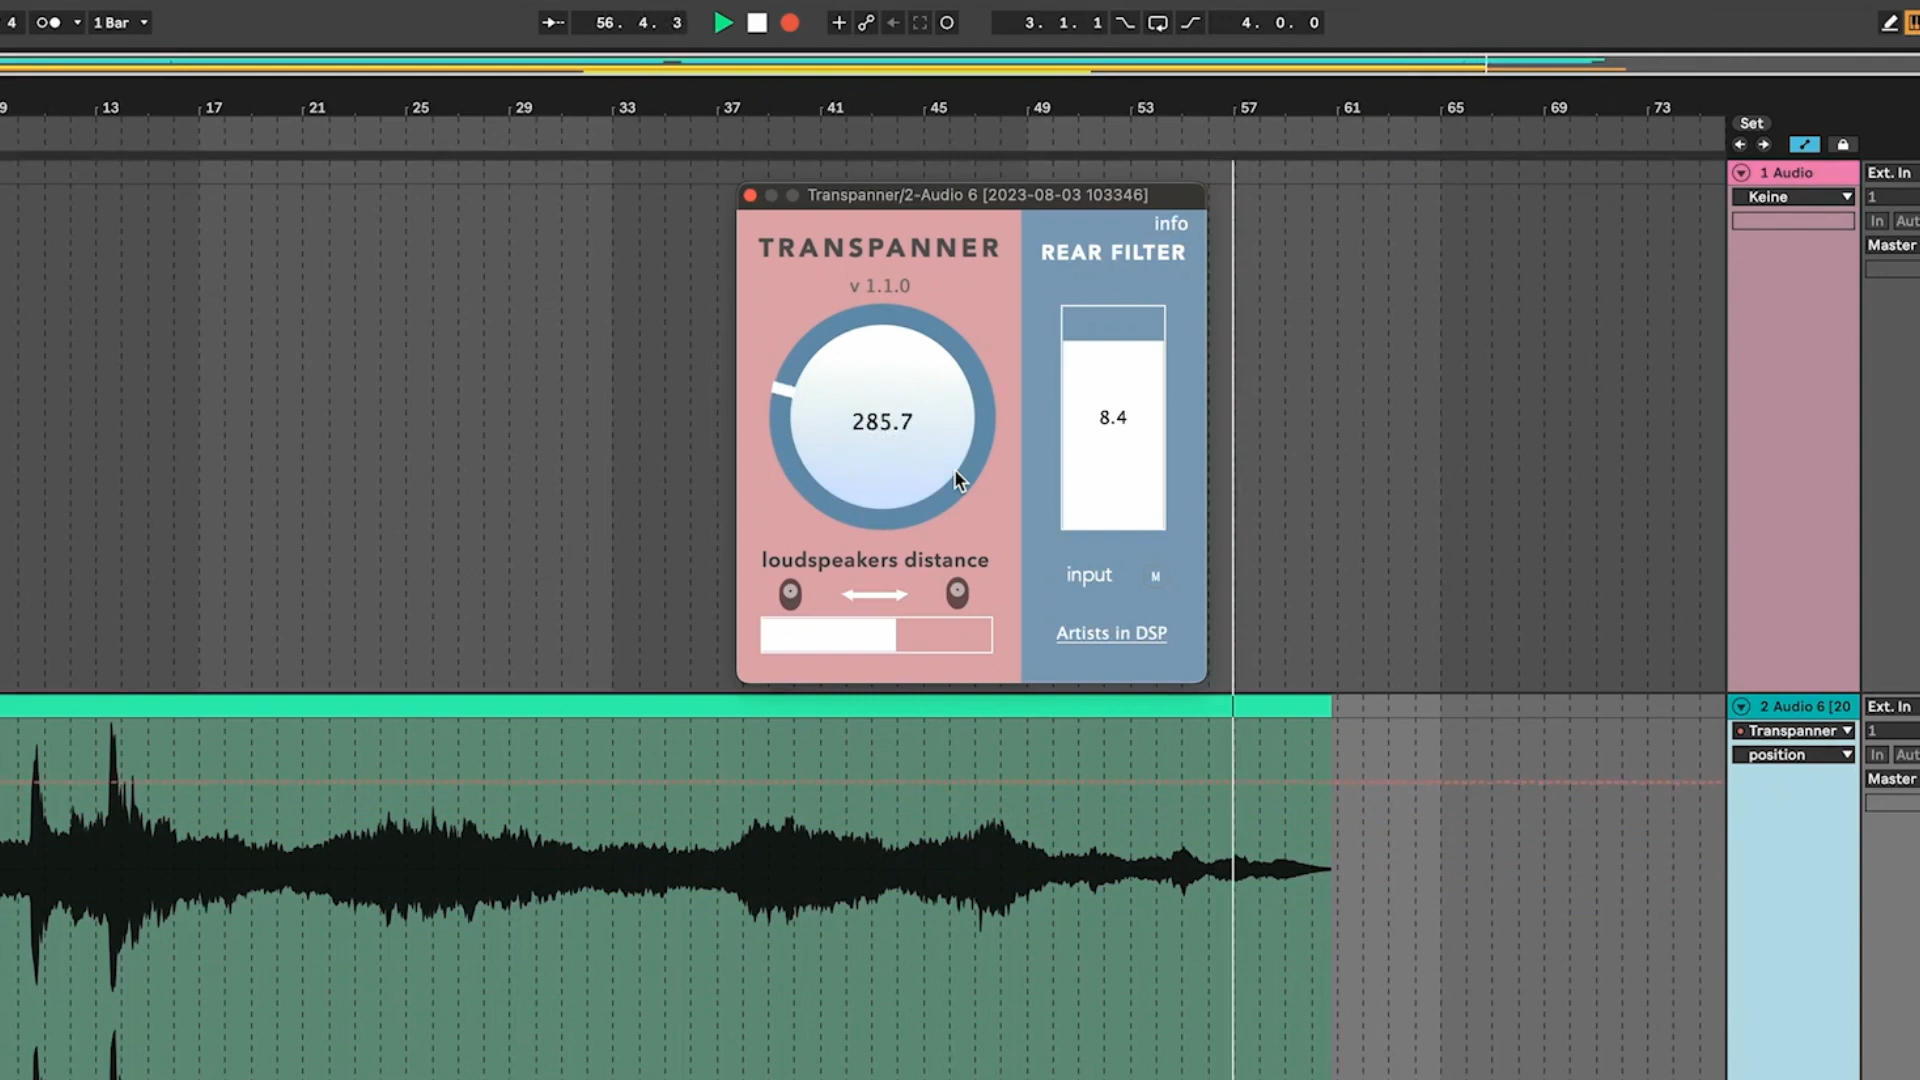 4 1 Bar 56. 4. 3 3. 1. 1 4. 0. 0
9 13 17 21 25 29 33 37 41 45 49 53 57 61 65 69 73
Set
1 Audio Ext. In
Keine 1
In Aut
Master
Transpanner/2-Audio 6 [2023-08-03 103346]
info
TRANSPANNER REAR FILTER
v 1.1.0
285.7 8.4
loudspeakers distance
input M
Artists in DSP
2 Audio 6 [20 Ext. In
Transpanner 1
position In Aut
Master